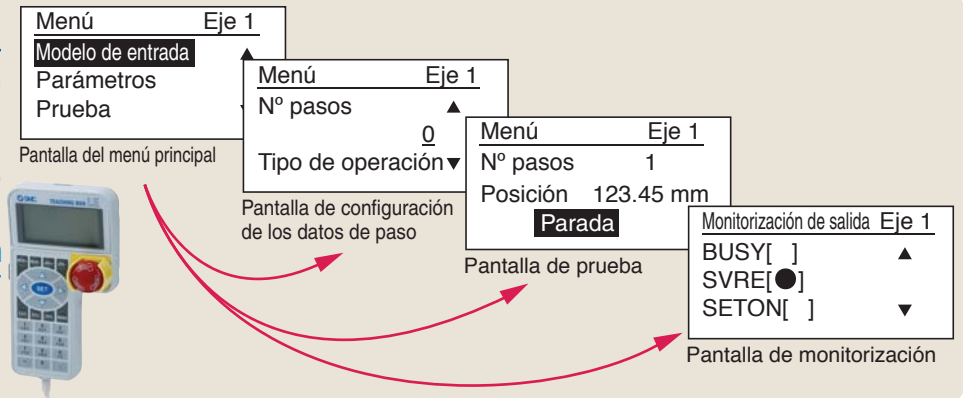 Menú Eje 1
Modelo de entrada
Parámetros
Prueba
Pantalla del menú principal
Menú Eje 1
Nº pasos
0
Tipo de operación
Pantalla de configuración
de los datos de paso
Menú Eje 1
Nº pasos 1
Posición 123.45 mm
Parada
Pantalla de prueba
Monitorización de salida Eje 1
BUSY[ ]
SVRE[●]
SETON[ ]
Pantalla de monitorización
SMC TEACHING BOX
SET